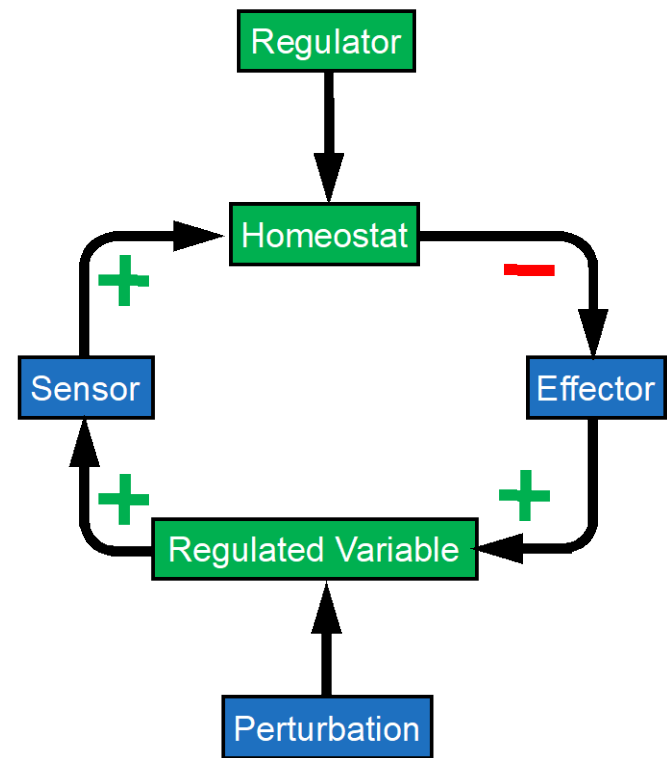 Regulator
Homeostat
+
−
Sensor
Effector
+
+
Regulated Variable
Perturbation